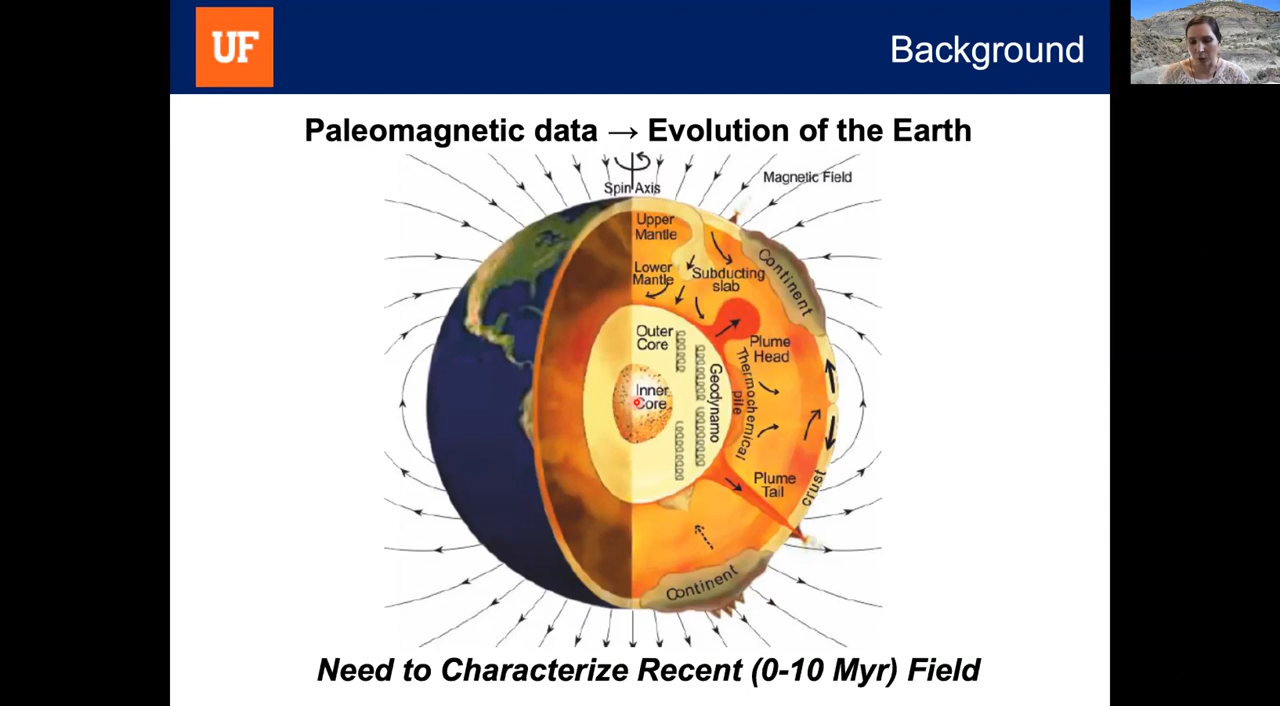 UF
Background
Paleomagnetic data → Evolution of the Earth
Spin Axis
Magnetic Field
Upper
Mantle
Lower
Mantle
Subducting
slab
Continent
Outer
Core
Plume
Head
Inner
Core
Geodynamo
Thermochemical
pile
Plume
Tail
crust
Continent
Need to Characterize Recent (0-10 Myr) Field